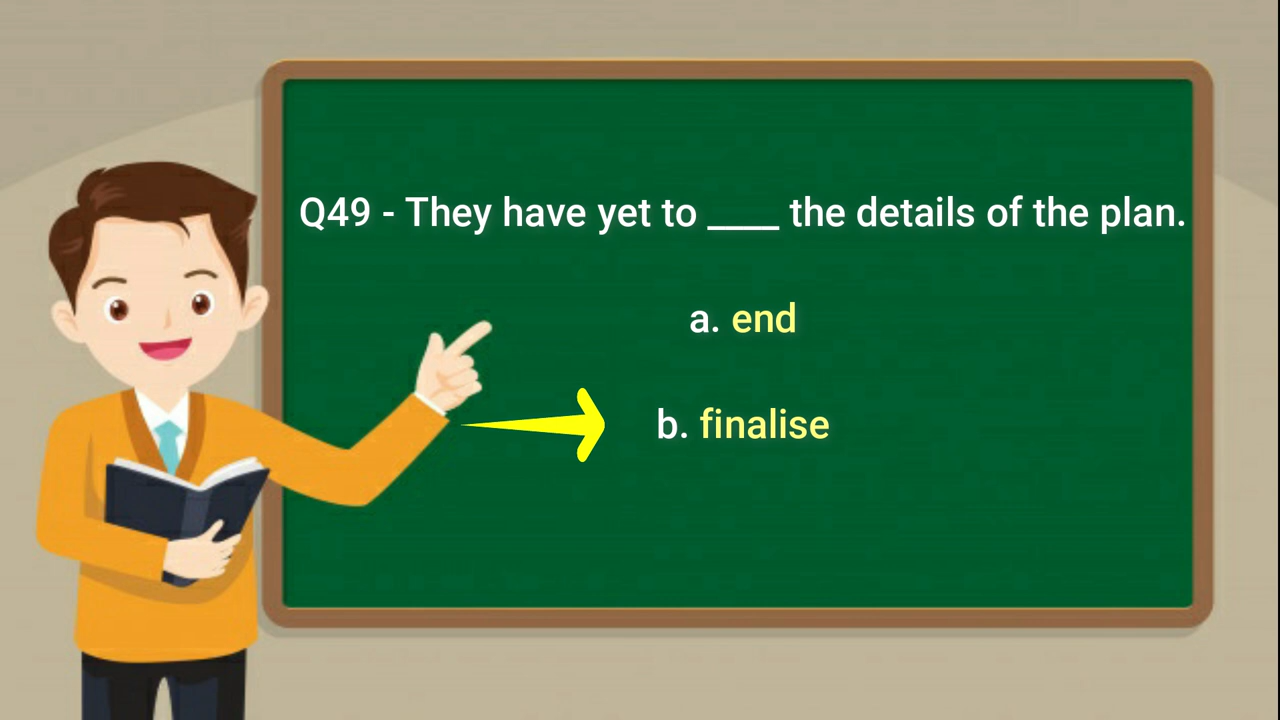 Q49 - They have yet to ____ the details of the plan.
a. end
b. finalise